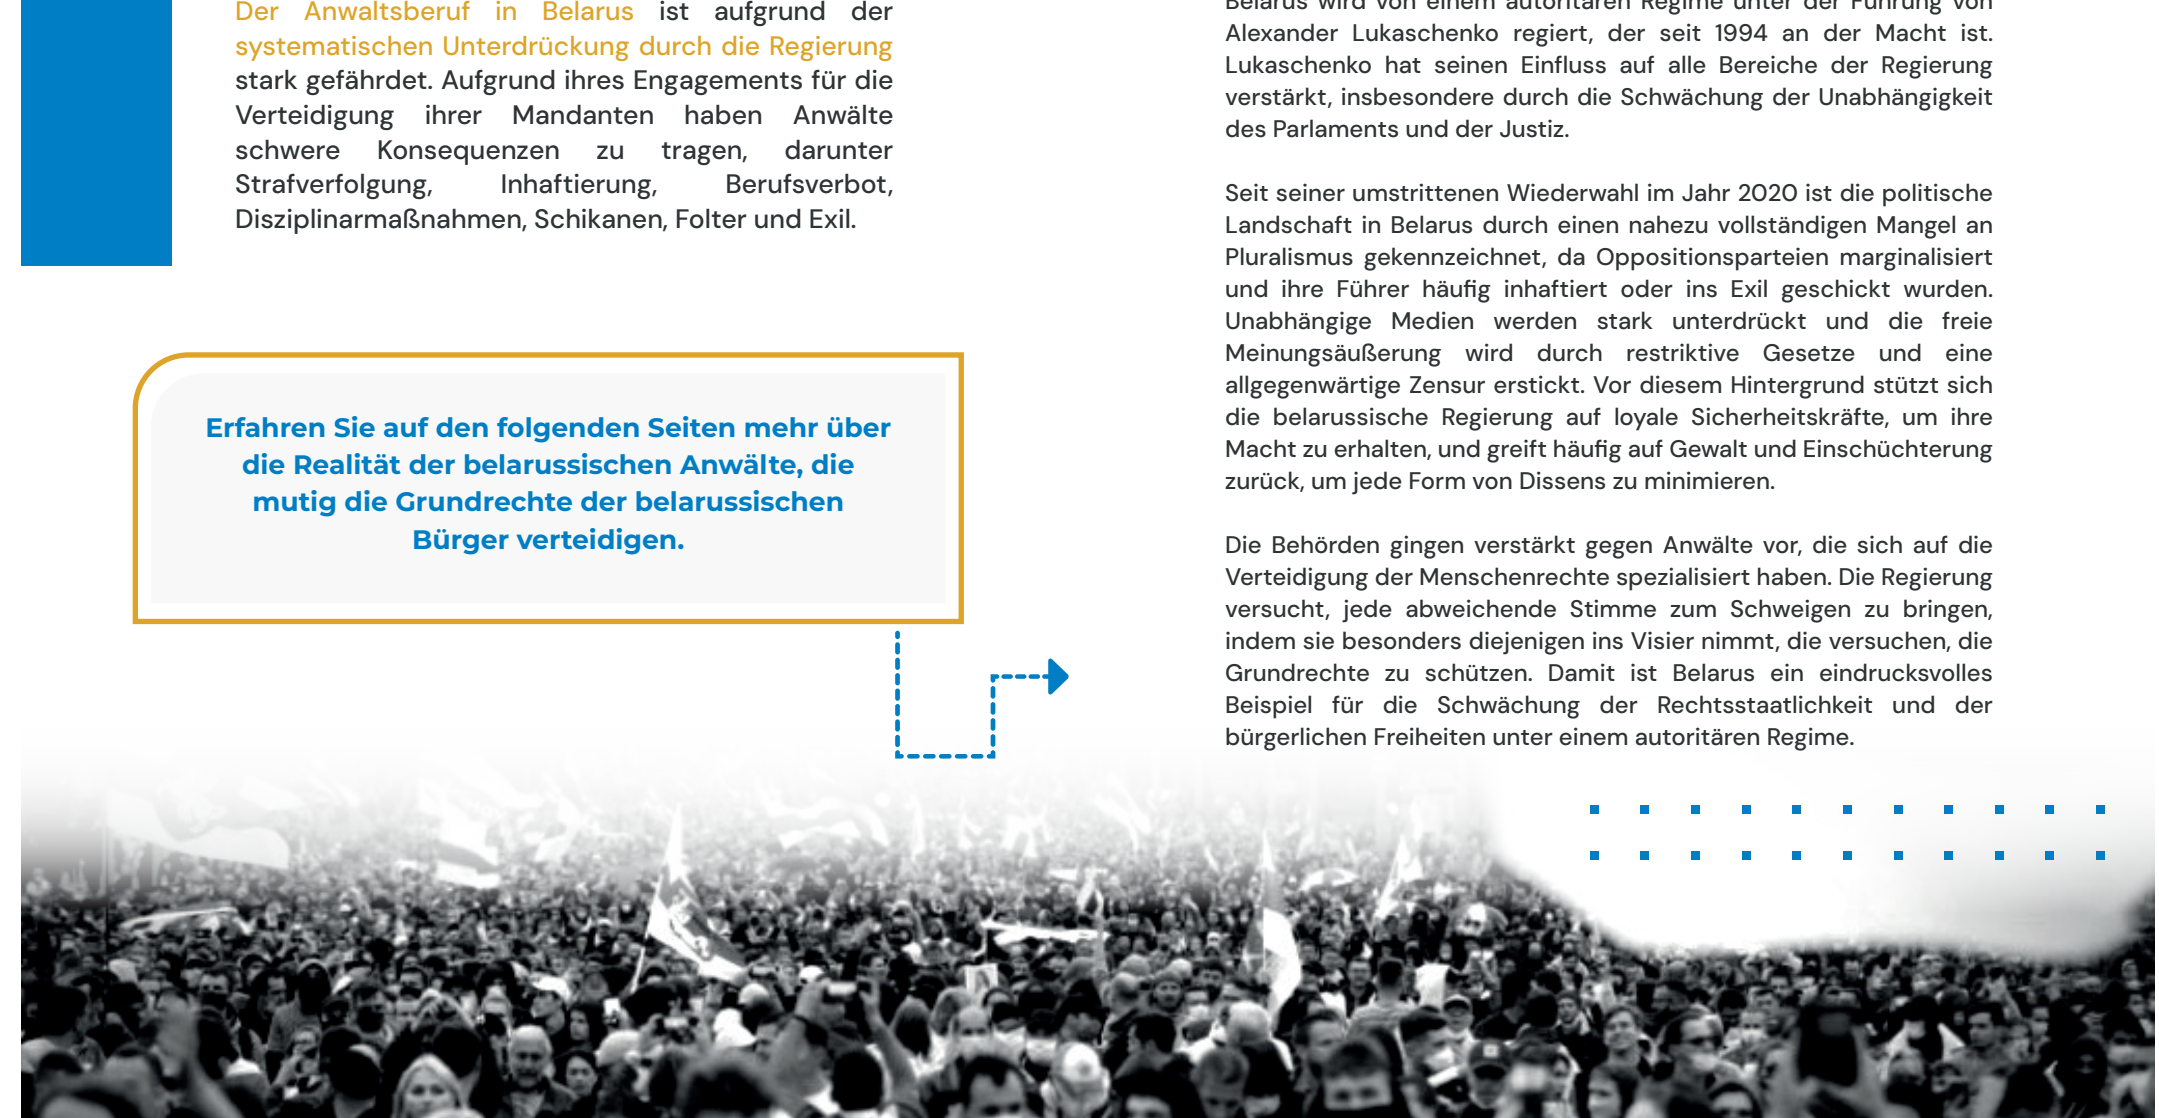 Der Anwaltsberuf in Belarus ist aufgrund der
systematischen Unterdrückung durch die Regierung
stark gefährdet. Aufgrund ihres Engagements für die
Verteidigung ihrer Mandanten haben Anwälte
schwere Konsequenzen zu tragen, darunter
Strafverfolgung, Inhaftierung, Berufsverbot,
Disziplinarmaßnahmen, Schikanen, Folter und Exil.
Erfahren Sie auf den folgenden Seiten mehr über
die Realität der belarussischen Anwälte, die
mutig die Grundrechte der belarussischen
Bürger verteidigen.
Belarus wird von einem autoritären Regime unter der Führung von
Alexander Lukaschenko regiert, der seit 1994 an der Macht ist.
Lukaschenko hat seinen Einfluss auf alle Bereiche der Regierung
verstärkt, insbesondere durch die Schwächung der Unabhängigkeit
des Parlaments und der Justiz.
Seit seiner umstrittenen Wiederwahl im Jahr 2020 ist die politische
Landschaft in Belarus durch einen nahezu vollständigen Mangel an
Pluralismus gekennzeichnet, da Oppositionsparteien marginalisiert
und ihre Führer häufig inhaftiert oder ins Exil geschickt wurden.
Unabhängige Medien werden stark unterdrückt und die freie
Meinungsäußerung wird durch restriktive Gesetze und eine
allgegenwärtige Zensur erstickt. Vor diesem Hintergrund stützt sich
die belarussische Regierung auf loyale Sicherheitskräfte, um ihre
Macht zu erhalten, und greift häufig auf Gewalt und Einschüchterung
zurück, um jede Form von Dissens zu minimieren.
Die Behörden gingen verstärkt gegen Anwälte vor, die sich auf die
Verteidigung der Menschenrechte spezialisiert haben. Die Regierung
versucht, jede abweichende Stimme zum Schweigen zu bringen,
indem sie besonders diejenigen ins Visier nimmt, die versuchen, die
Grundrechte zu schützen. Damit ist Belarus ein eindrucksvolles
Beispiel für die Schwächung der Rechtsstaatlichkeit und der
bürgerlichen Freiheiten unter einem autoritären Regime.